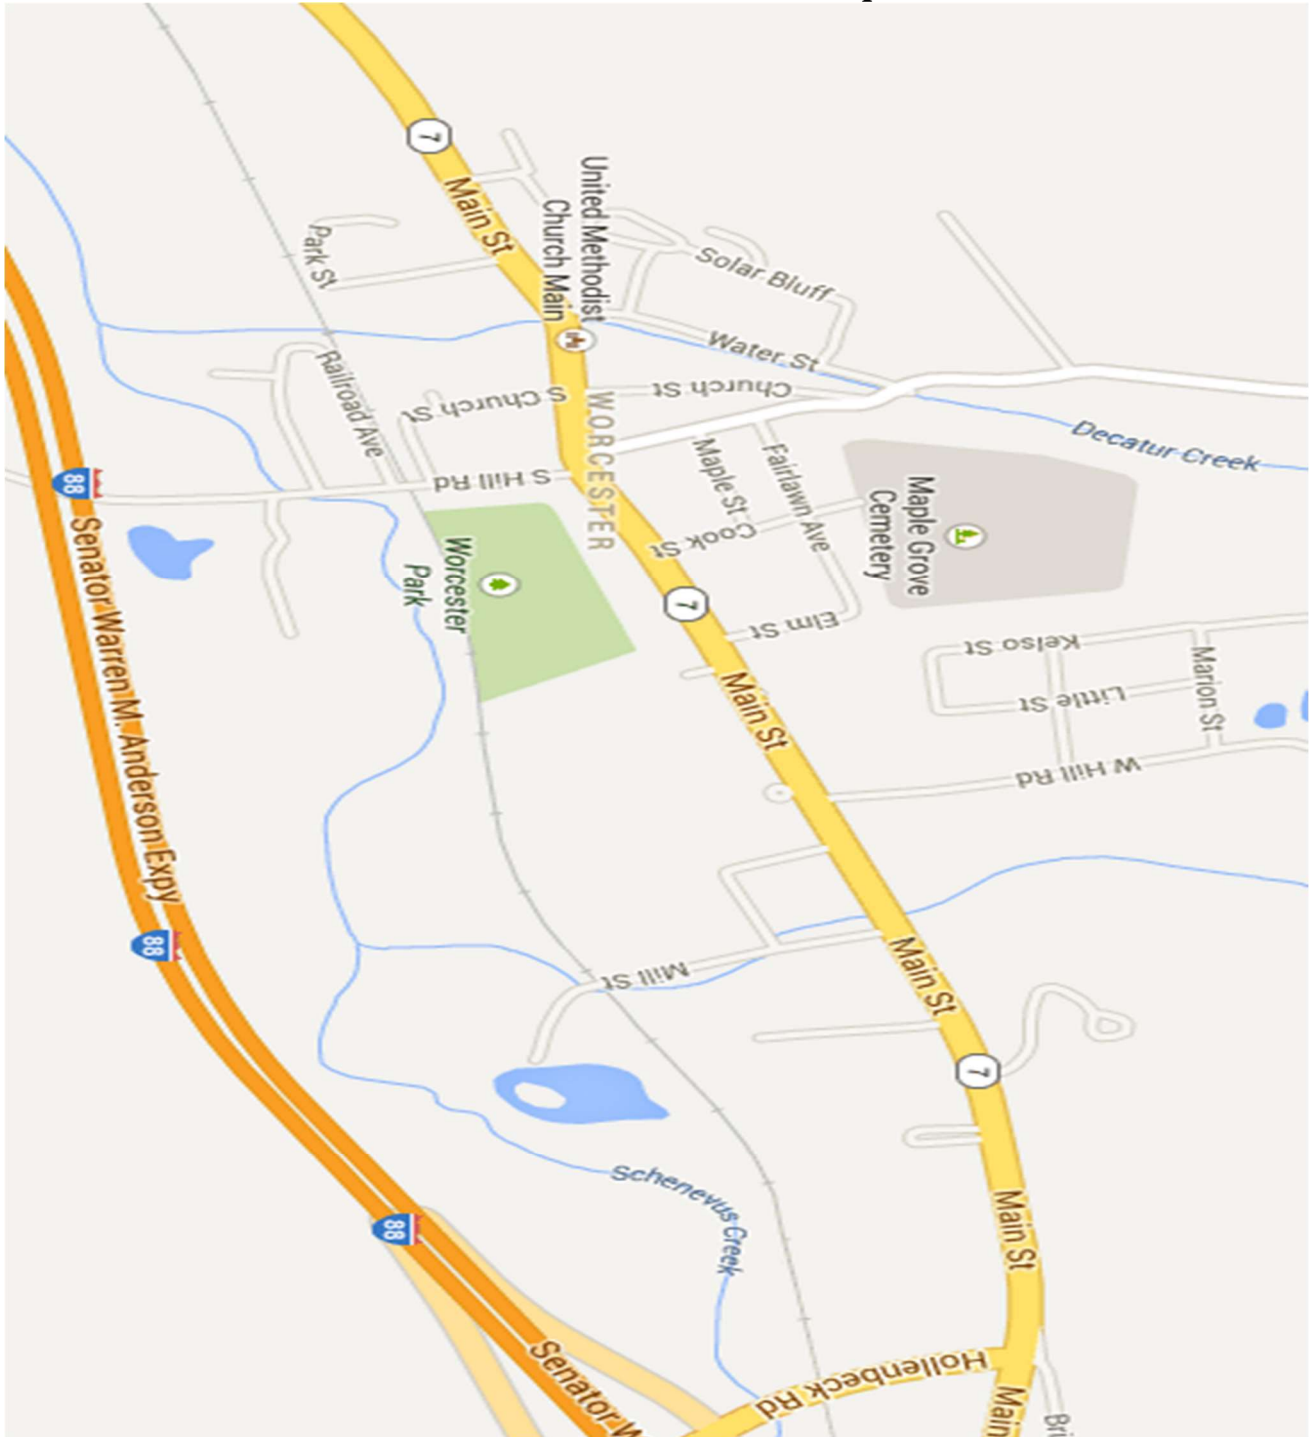 7
Main St
United Methodist
Church Main
Park St
Solar Bluff
Water St
Railroad Ave
S Church St
Church St
WORCESTER
Decatur Creek
S Hill Rd
Maple St
Fairlawn Ave
Cook St
Maple Grove
Cemetery
88
Senator Warren M. Anderson Expy
Worcester
Park
7
Elm St
Kelso St
Marion St
Little St
Main St
W Hill Rd
88
Main St
Mill St
7
Schenevus Creek
88
Main St
Hollenbeck Rd
Senator W
Main
Bri